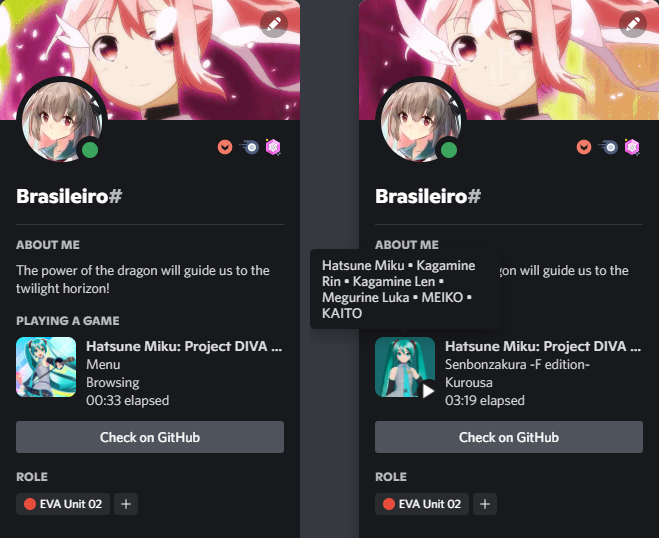 Brasileiro#
ABOUT ME
The power of the dragon will guide us to the
twilight horizon!
PLAYING A GAME
Hatsune Miku: Project DIVA ...
Menu
Browsing
00:33 elapsed
Check on GitHub
ROLE
EVA Unit 02
+
Brasileiro#
ABOUT ME
gon will guide us to the
Hatsune Miku • Kagamine
Rin • Kagamine Len •
Megurine Luka • MEIKO •
KAITO
Hatsune Miku: Project DIVA ...
Senbonzakura -F edition-
Kurousa
03:19 elapsed
Check on GitHub
ROLE
EVA Unit 02
+